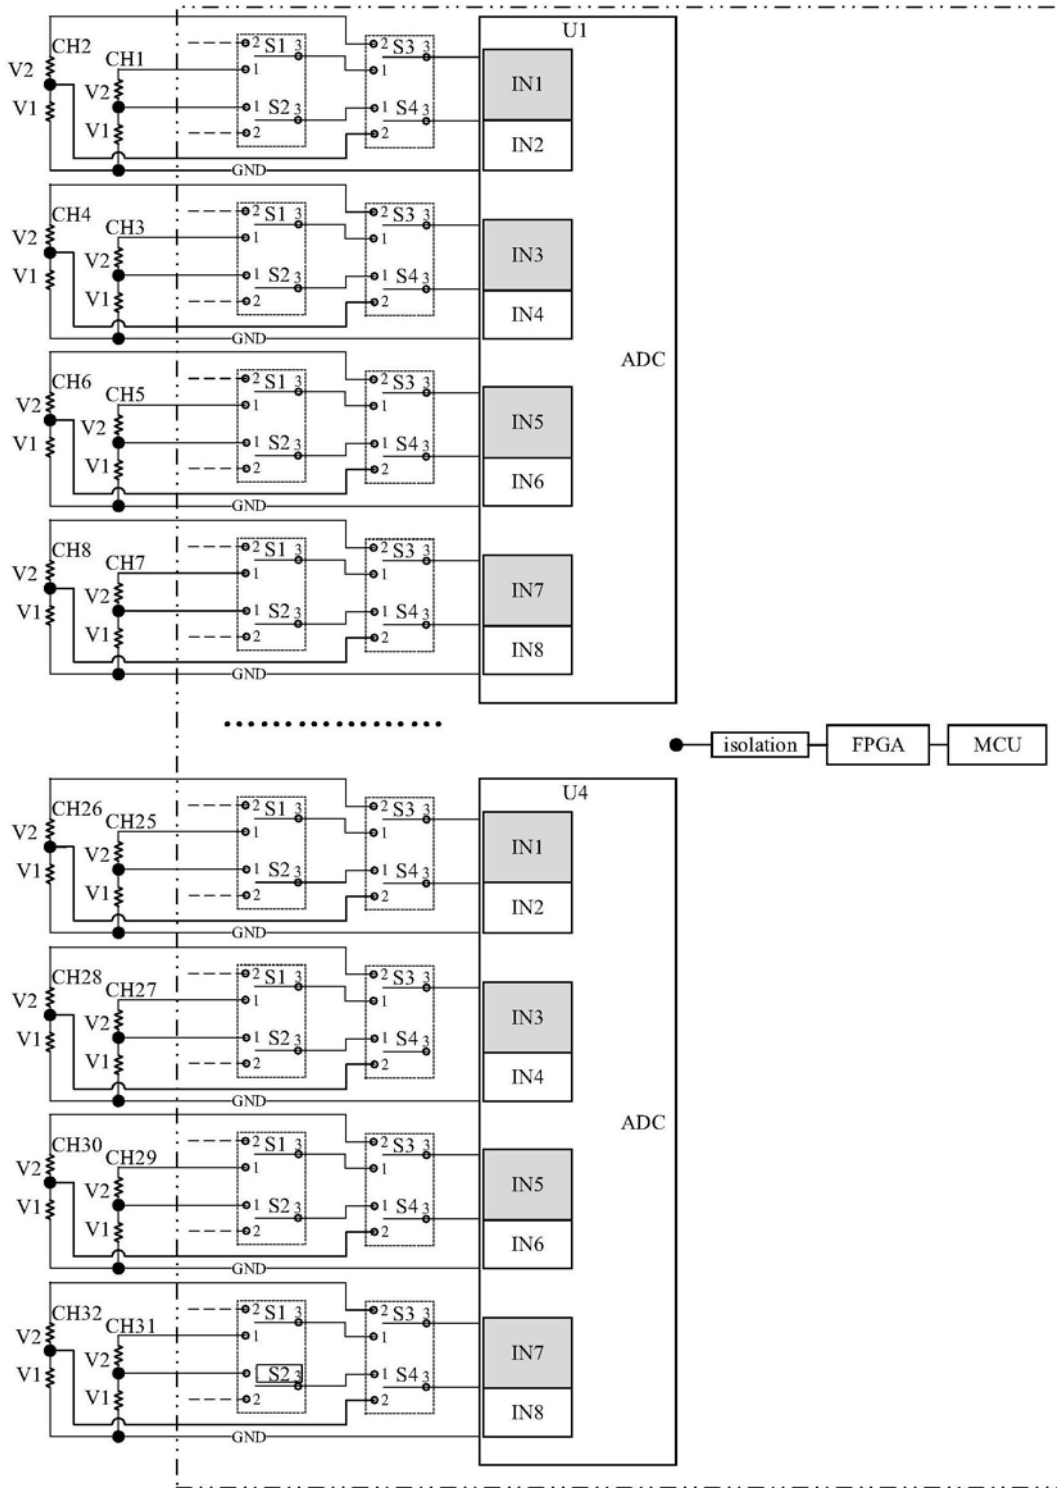 U1
CH2
2 S1 3
2 S3 3
CH1
V2
1
1
IN1
V2
V1
1 S2 3
1 S4 3
V1
2
2
IN2
GND
CH4
2 S1 3
2 S3 3
CH3
V2
1
1
IN3
V2
V1
1 S2 3
1 S4 3
V1
2
2
IN4
GND
ADC
CH6
2 S1 3
2 S3 3
CH5
V2
1
1
IN5
V2
V1
1 S2 3
1 S4 3
V1
2
2
IN6
GND
CH8
2 S1 3
2 S3 3
CH7
V2
1
1
IN7
V2
V1
1 S2 3
1 S4 3
V1
2
2
IN8
GND
isolation
FPGA
MCU
U4
CH26
2 S1 3
2 S3 3
CH25
V2
1
1
IN1
V2
V1
1 S2 3
1 S4 3
V1
2
2
IN2
GND
CH28
2 S1 3
2 S3 3
CH27
V2
1
1
IN3
V2
V1
1 S2 3
1 S4 3
V1
2
2
IN4
GND
ADC
CH30
2 S1 3
2 S3 3
CH29
V2
1
1
IN5
V2
V1
1 S2 3
1 S4 3
V1
2
2
IN6
GND
CH32
2 S1 3
2 S3 3
CH31
V2
1
1
IN7
V2
V1
S2 3
1 S4 3
V1
2
2
IN8
GND